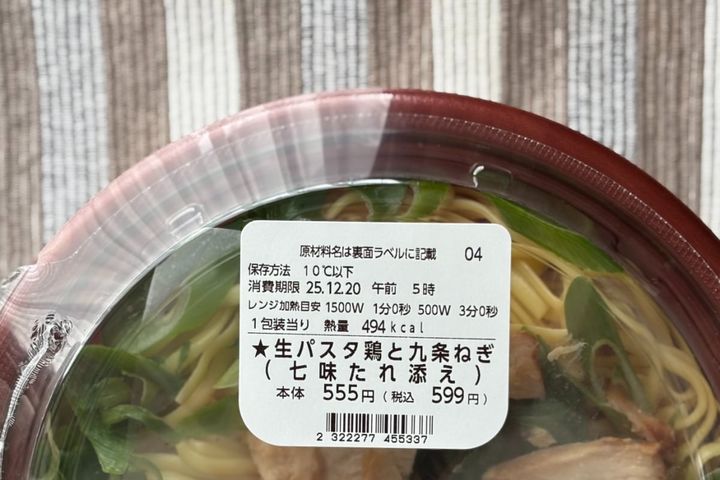 原材料名は裏面ラベルに記載 04
保存方法 10℃以下
消費期限 25.12.20 午前 5時
レンジ加熱目安 1500W 1分0秒 500W 3分0秒
1包装当り 熱量 494kcal
★生パスタ鶏と九条ねぎ
(七味たれ添え)
本体 555円(税込 599円)
2 322277 455337